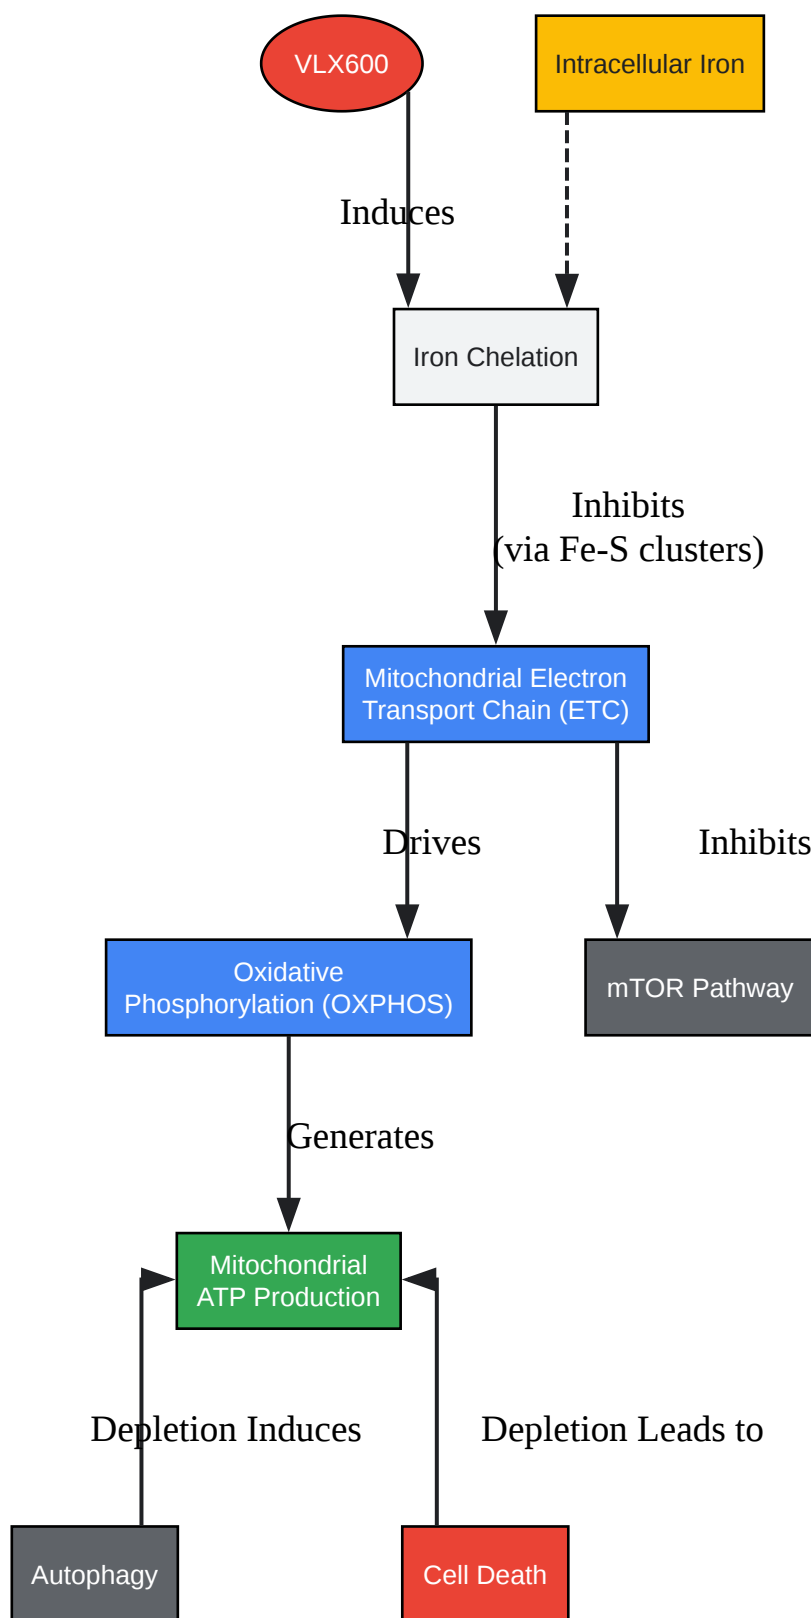 VLX600
Intracellular Iron
Induces
Iron Chelation
Inhibits
(via Fe-S clusters)
Mitochondrial Electron
Transport Chain (ETC)
Drives
Inhibits
Oxidative
Phosphorylation (OXPHOS)
mTOR Pathway
Generates
Mitochondrial
ATP Production
Depletion Induces
Depletion Leads to
Autophagy
Cell Death